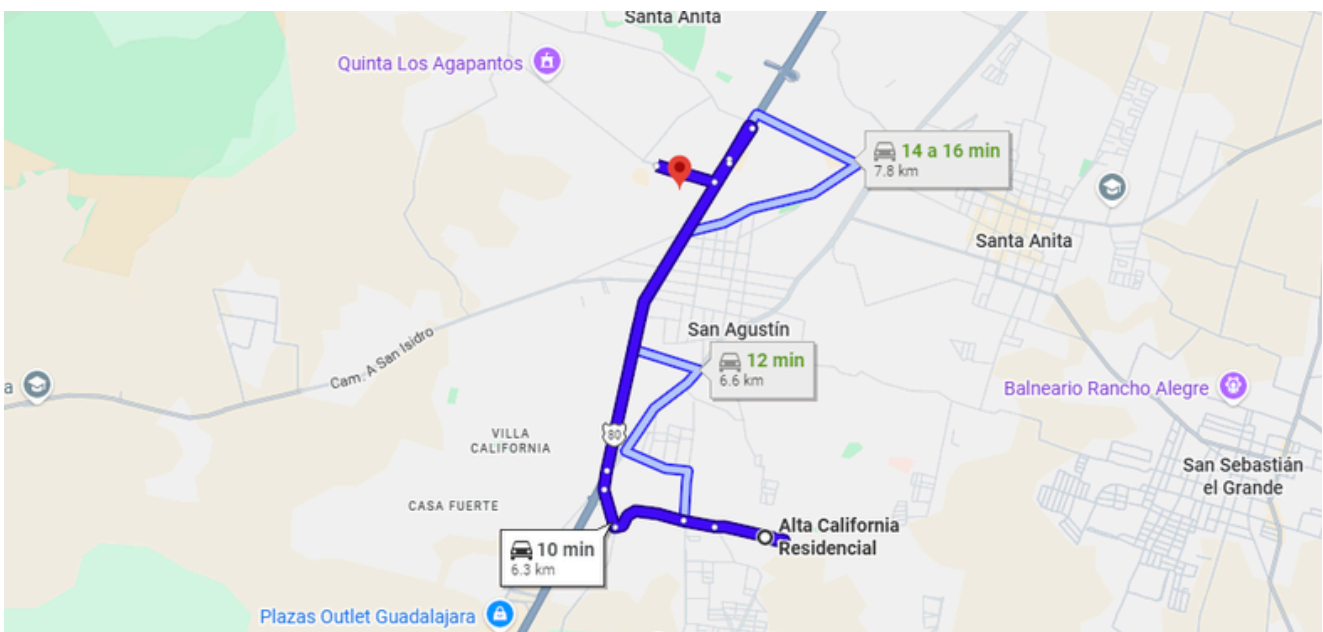 Santa Anita
Quinta Los Agapantos
14 a 16 min
7.8 km
Santa Anita
San Agustín
12 min
6.6 km
Cam. A San Isidro
a
Balneario Rancho Alegre
80
VILLA
CALIFORNIA
San Sebastián
el Grande
CASA FUERTE
Alta California
Residencial
10 min
6.3 km
Plazas Outlet Guadalajara